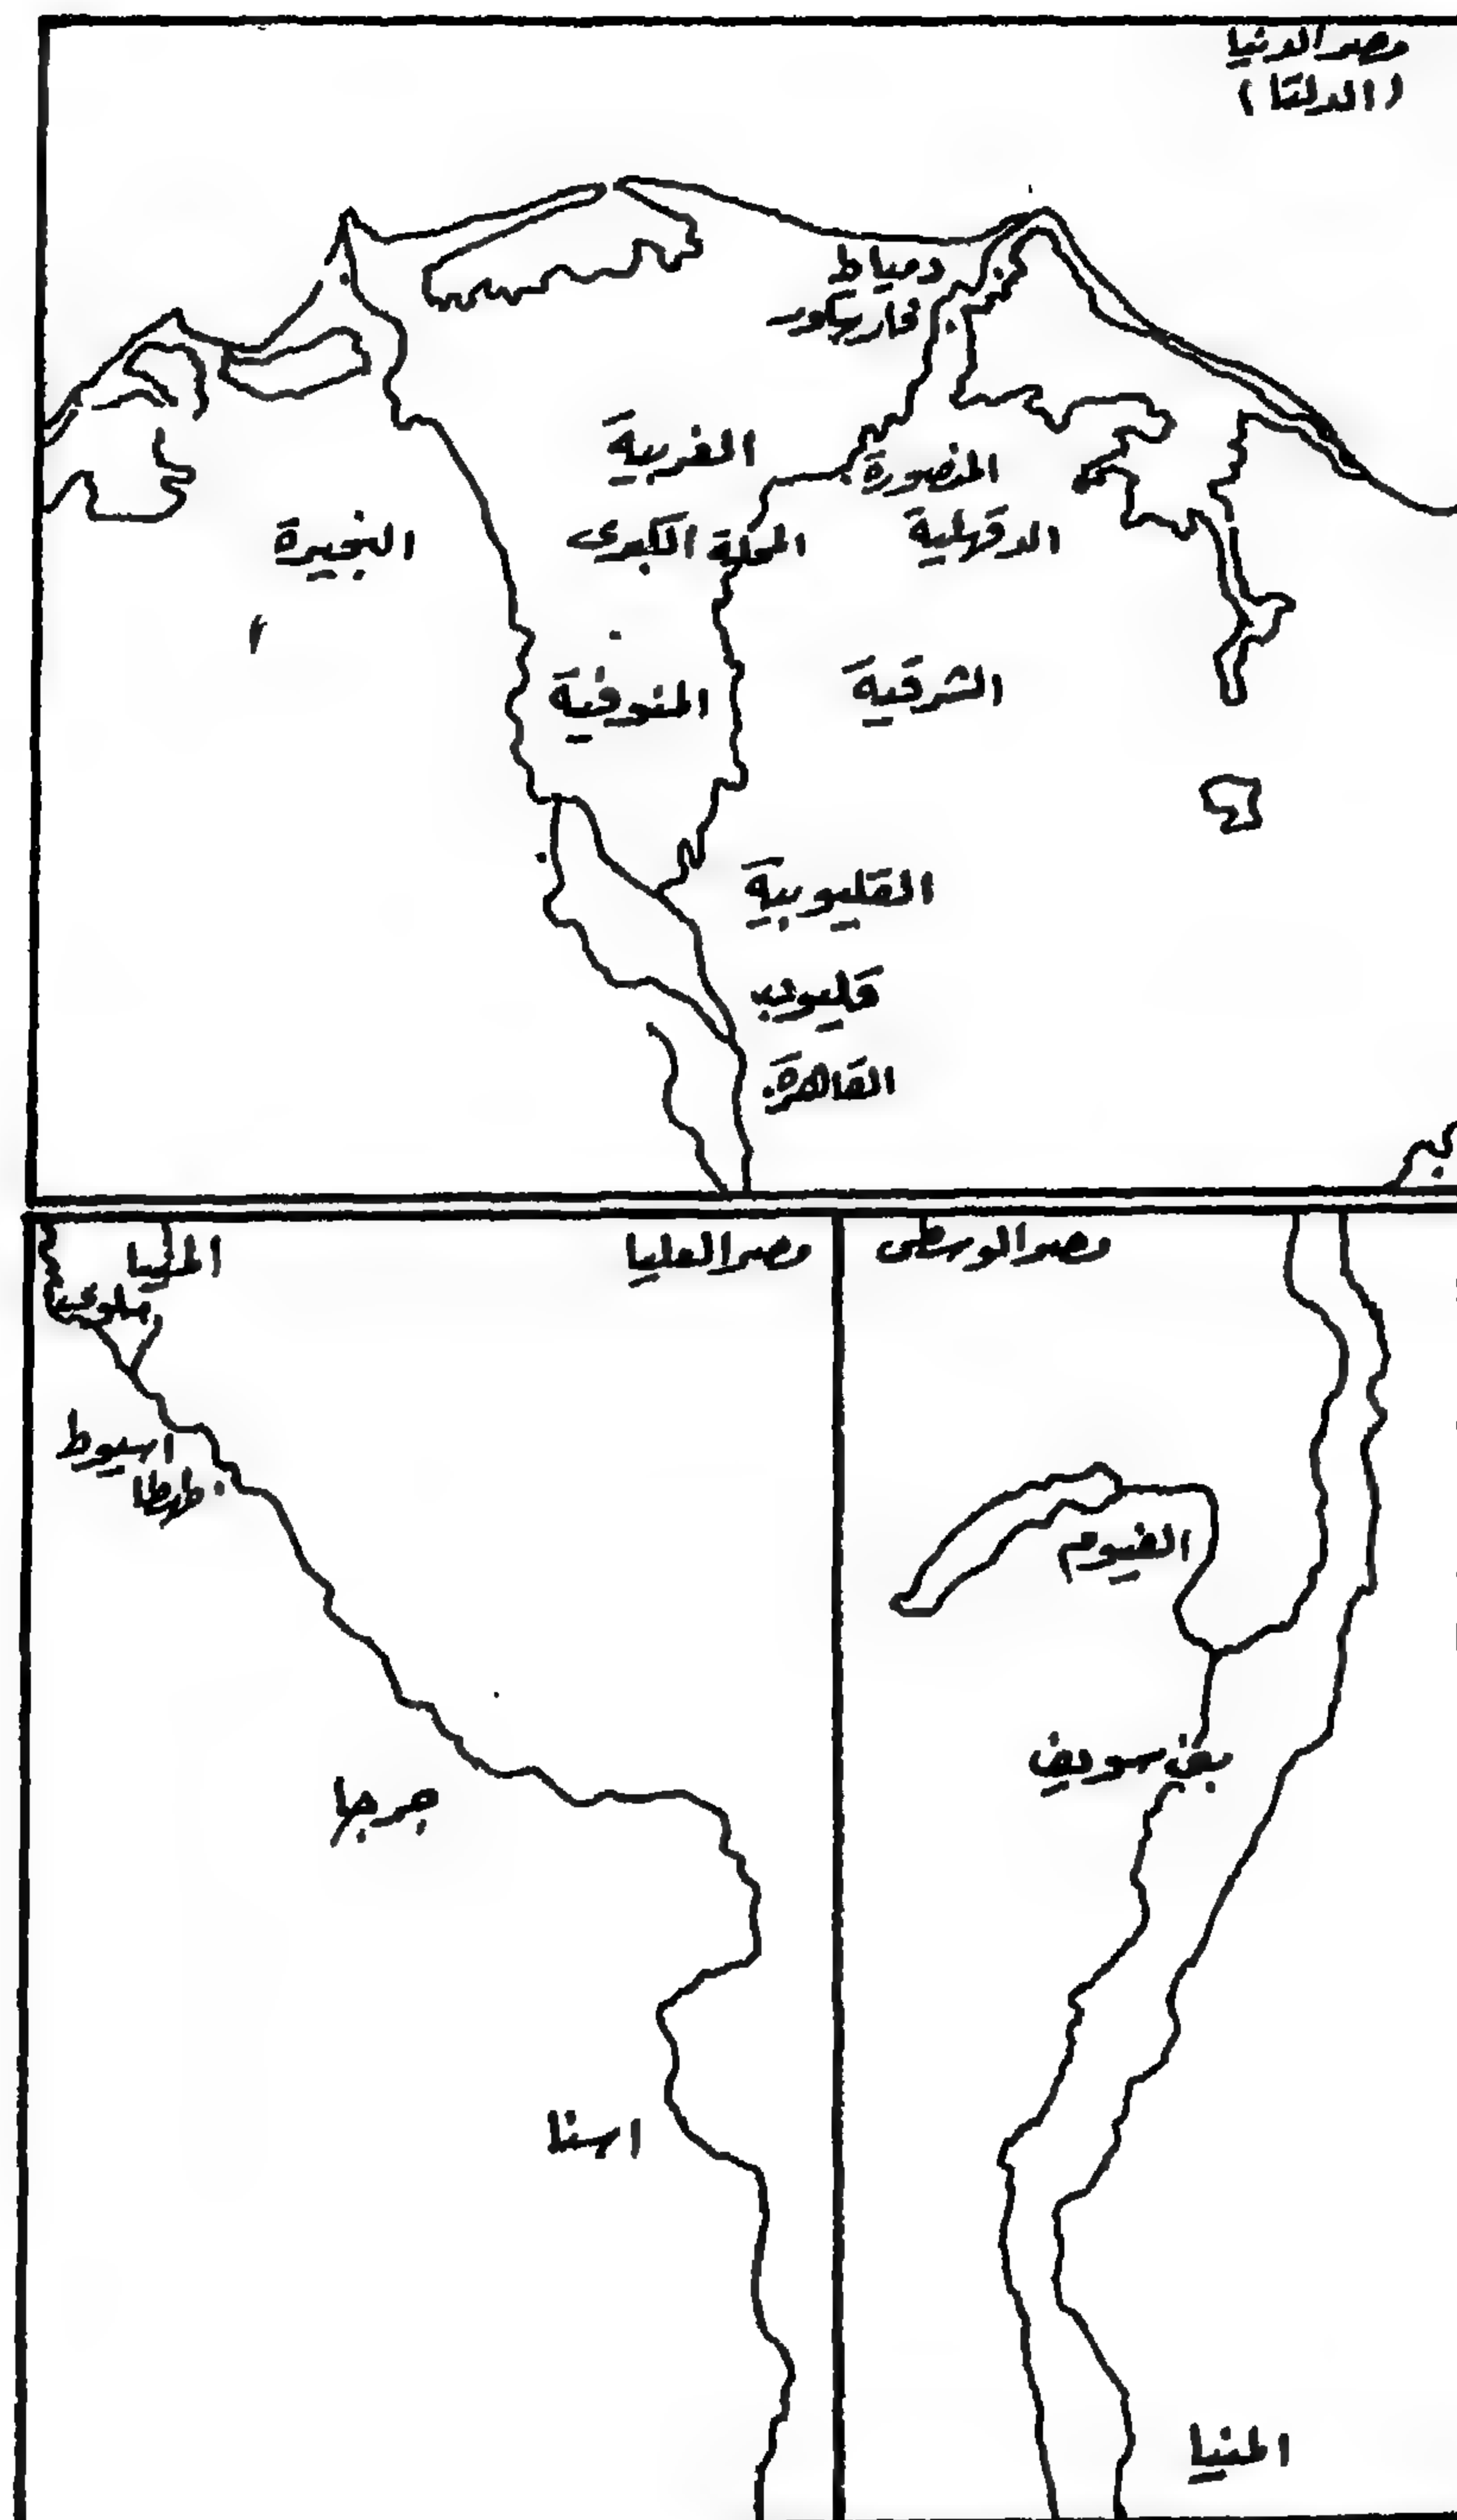 مصر الدنيا
(الدلتا)
دمياط
فارسكور
الغربية
المنصورة
البحيرة
المحلة الكبرى
الدقهلية
المنوفية
الشرقية
القليوبية
قليوب
القاهرة
مصر الوسطى
الفيوم
بنى سويف
المنيا
مصر العليا
المنيا
ملوى
اسيوط
طهطا
جرجا
اسنا